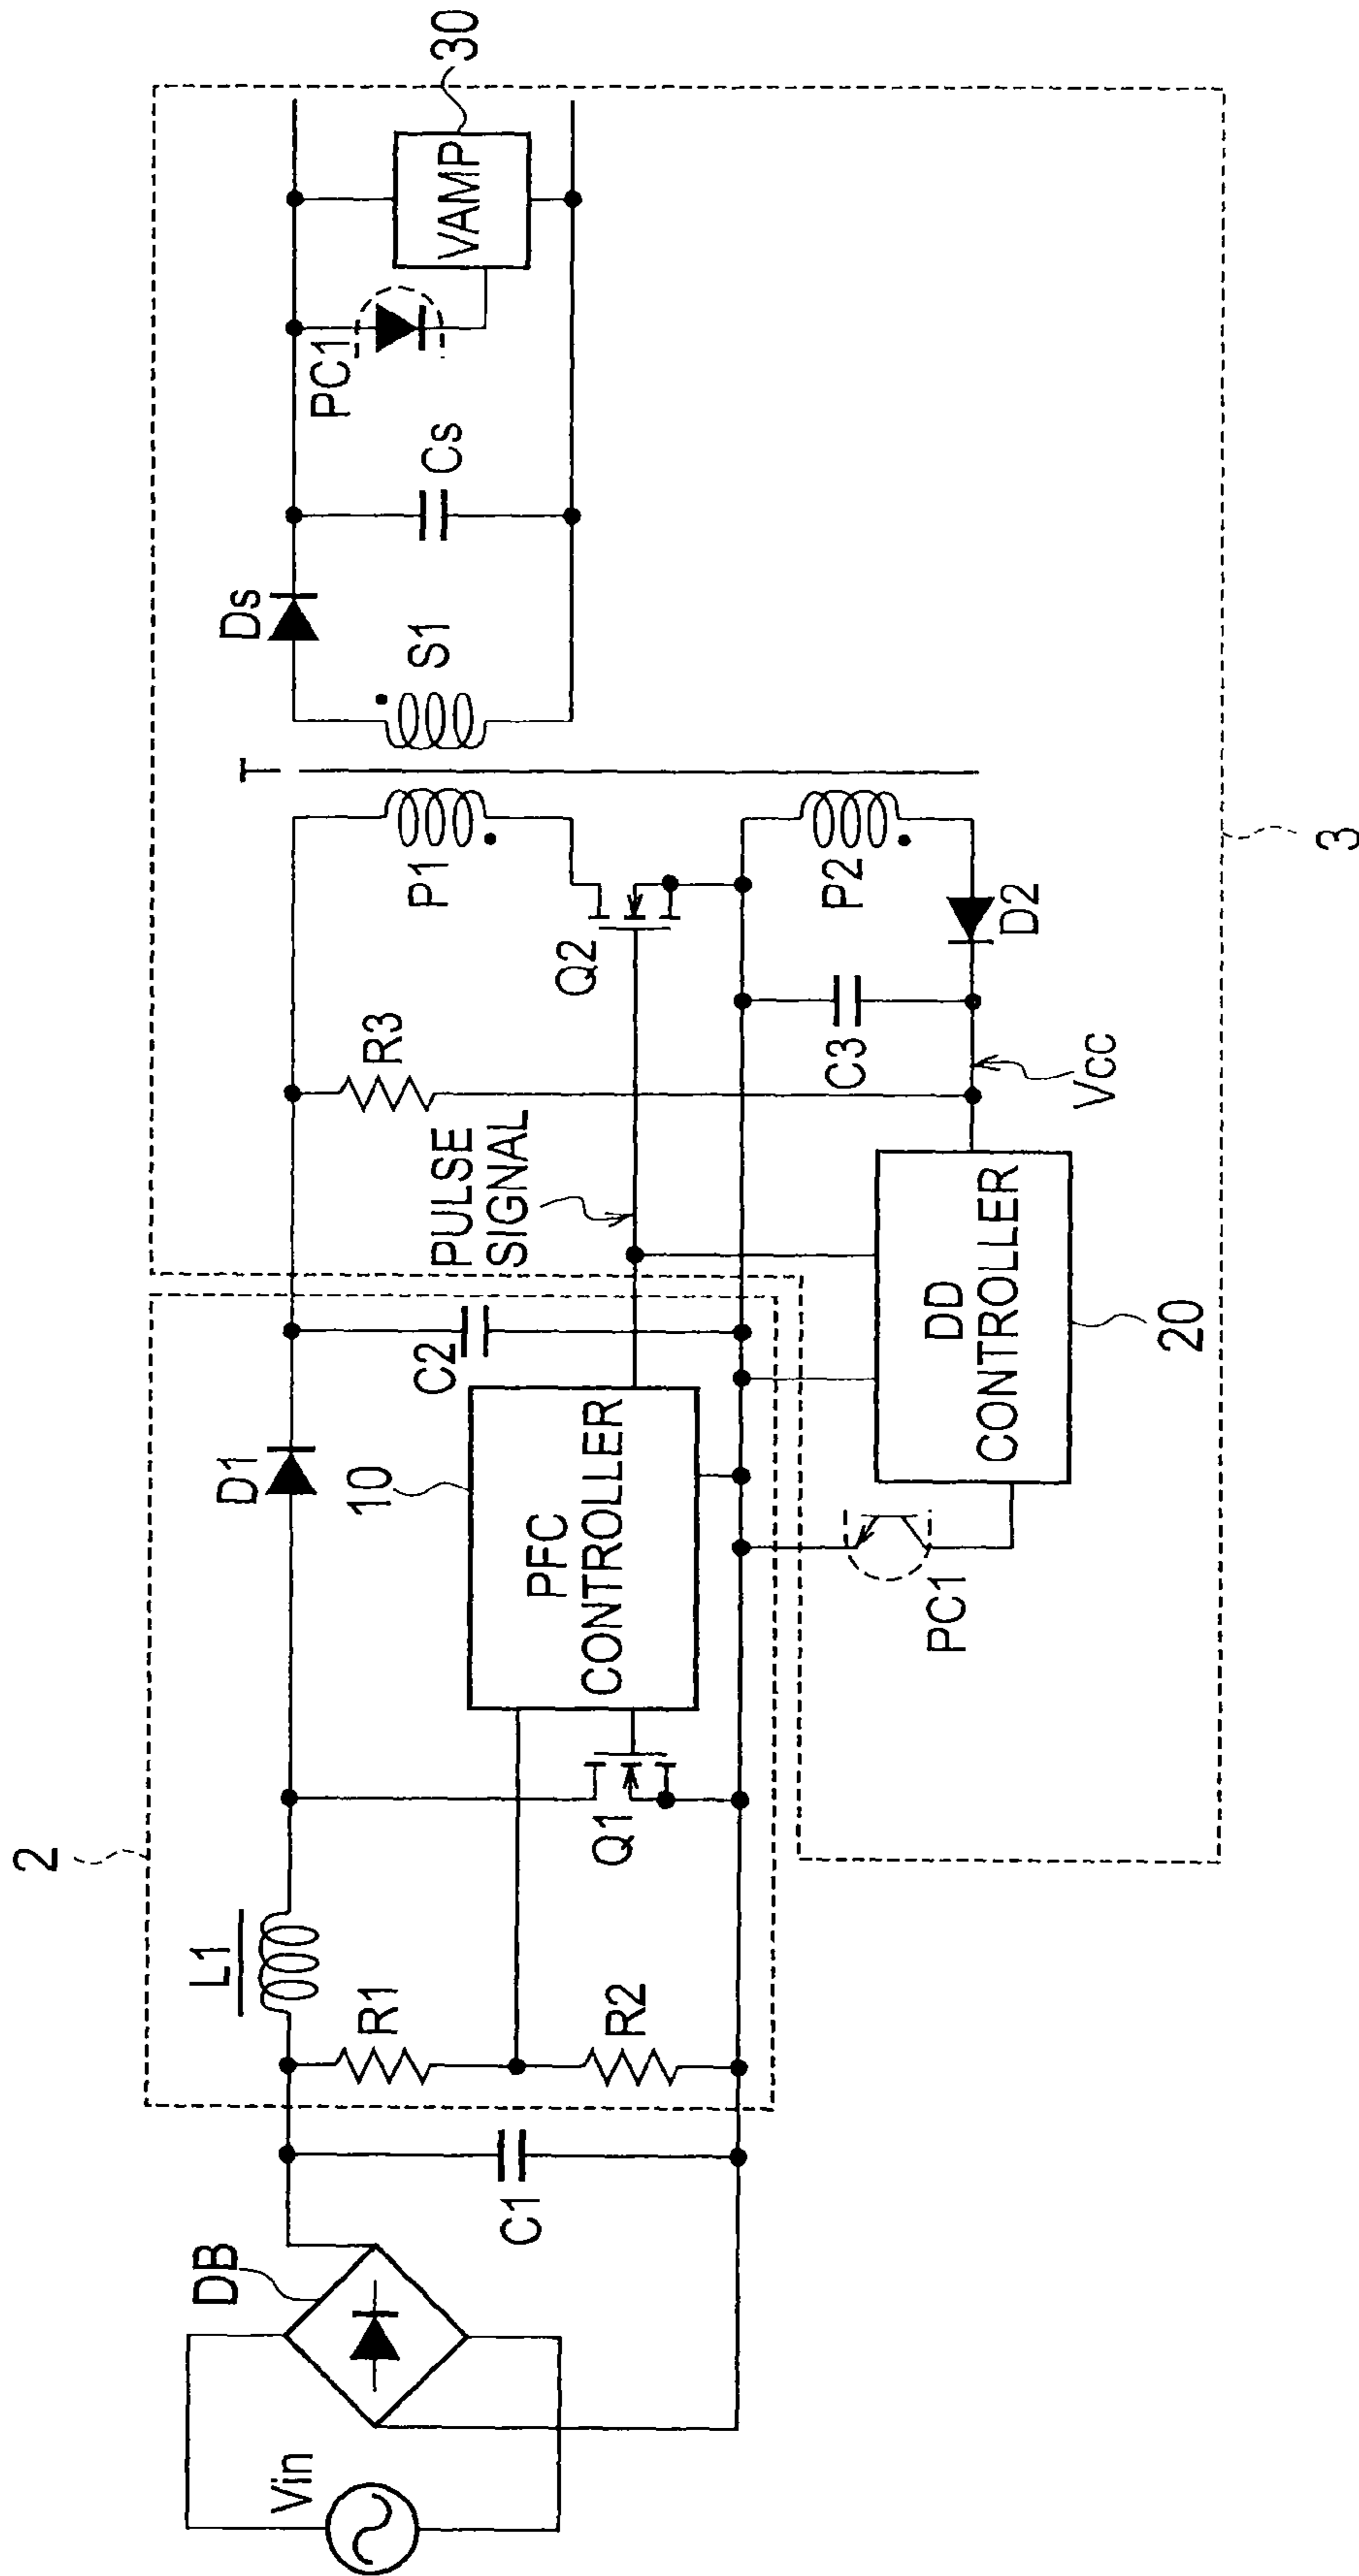 2
Vin
DB
C1
L1
R1
R2
Q1
D1
10
PFC
CONTROLLER
C2
PULSE
SIGNAL
R3
Q2
P1
T
S1
Ds
Cs
PC1
VAMP
30
P2
D2
C3
Vcc
DD
CONTROLLER
20
PC1
3